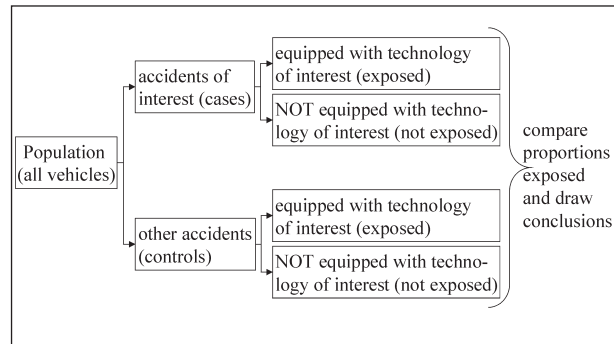 Population
(all vehicles)
accidents of
interest (cases)
equipped with technology
of interest (exposed)
NOT equipped with techno-
logy of interest (not exposed)
other accidents
(controls)
equipped with technology
of interest (exposed)
NOT equipped with techno-
logy of interest (not exposed)
compare
proportions
exposed
and draw
conclusions